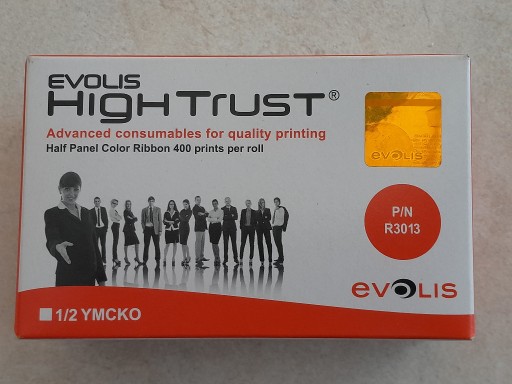 EVOLIS
HIGHTRUST®
Advanced consumables for quality printing
Half Panel Color Ribbon 400 prints per roll
evolis
P/N
R3013
evolis
1/2 YMCKO